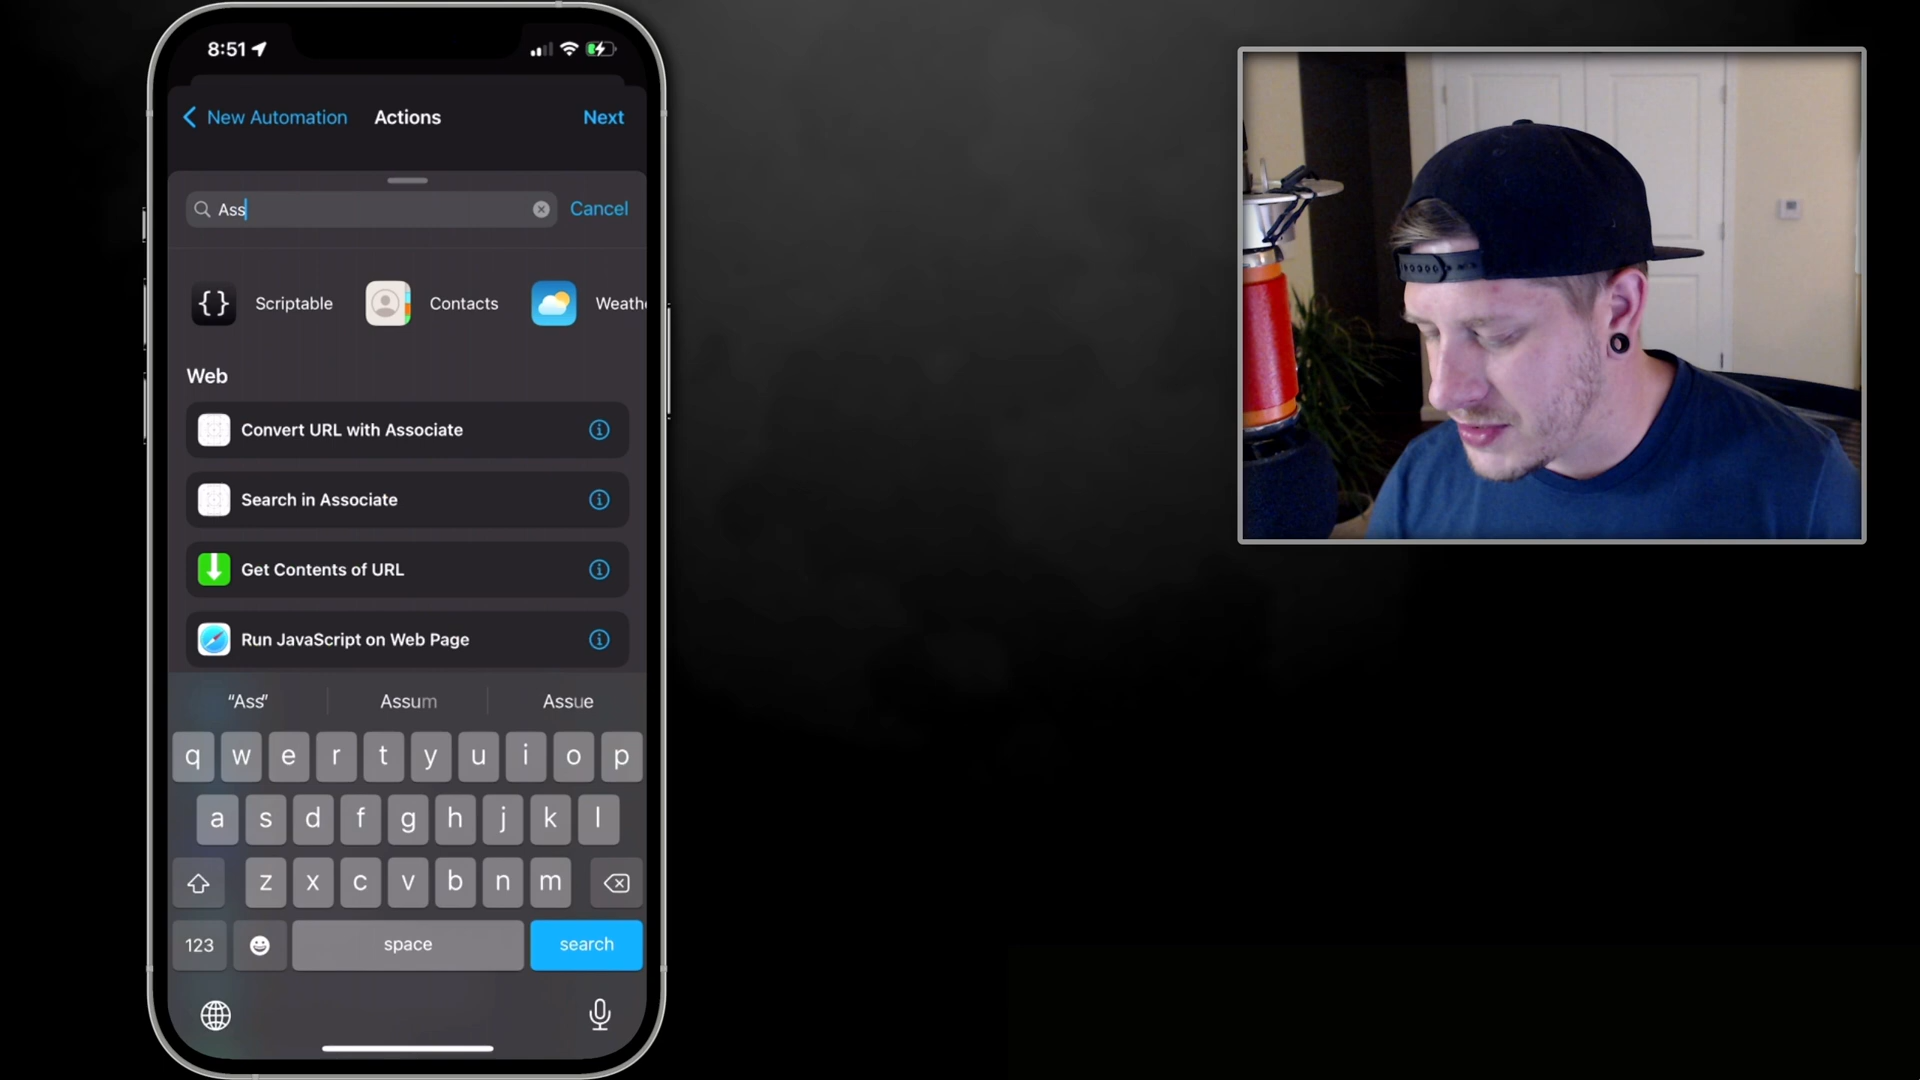 8:51
New Automation
Actions
Next
Ass
Cancel
Scriptable
Contacts
Weathe
Web
Convert URL with Associate
Search in Associate
Get Contents of URL
Run JavaScript on Web Page
“Ass”
Assum
Assue
q w e r t y u i o p
a s d f g h j k l
z x c v b n m
123
space
search